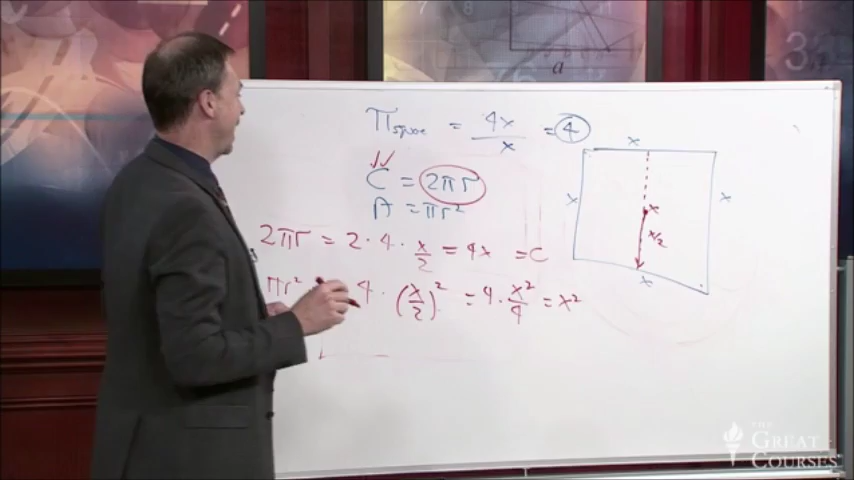 a
π square = 4x/x = 4
C = 2πr
A = πr²
2πr = 2 · 4 · x/2 = 4x = C
πr² 4 · (x/2)² = 4 · x²/4 = x²
x
x x
x
x/2
x
THE GREAT COURSES